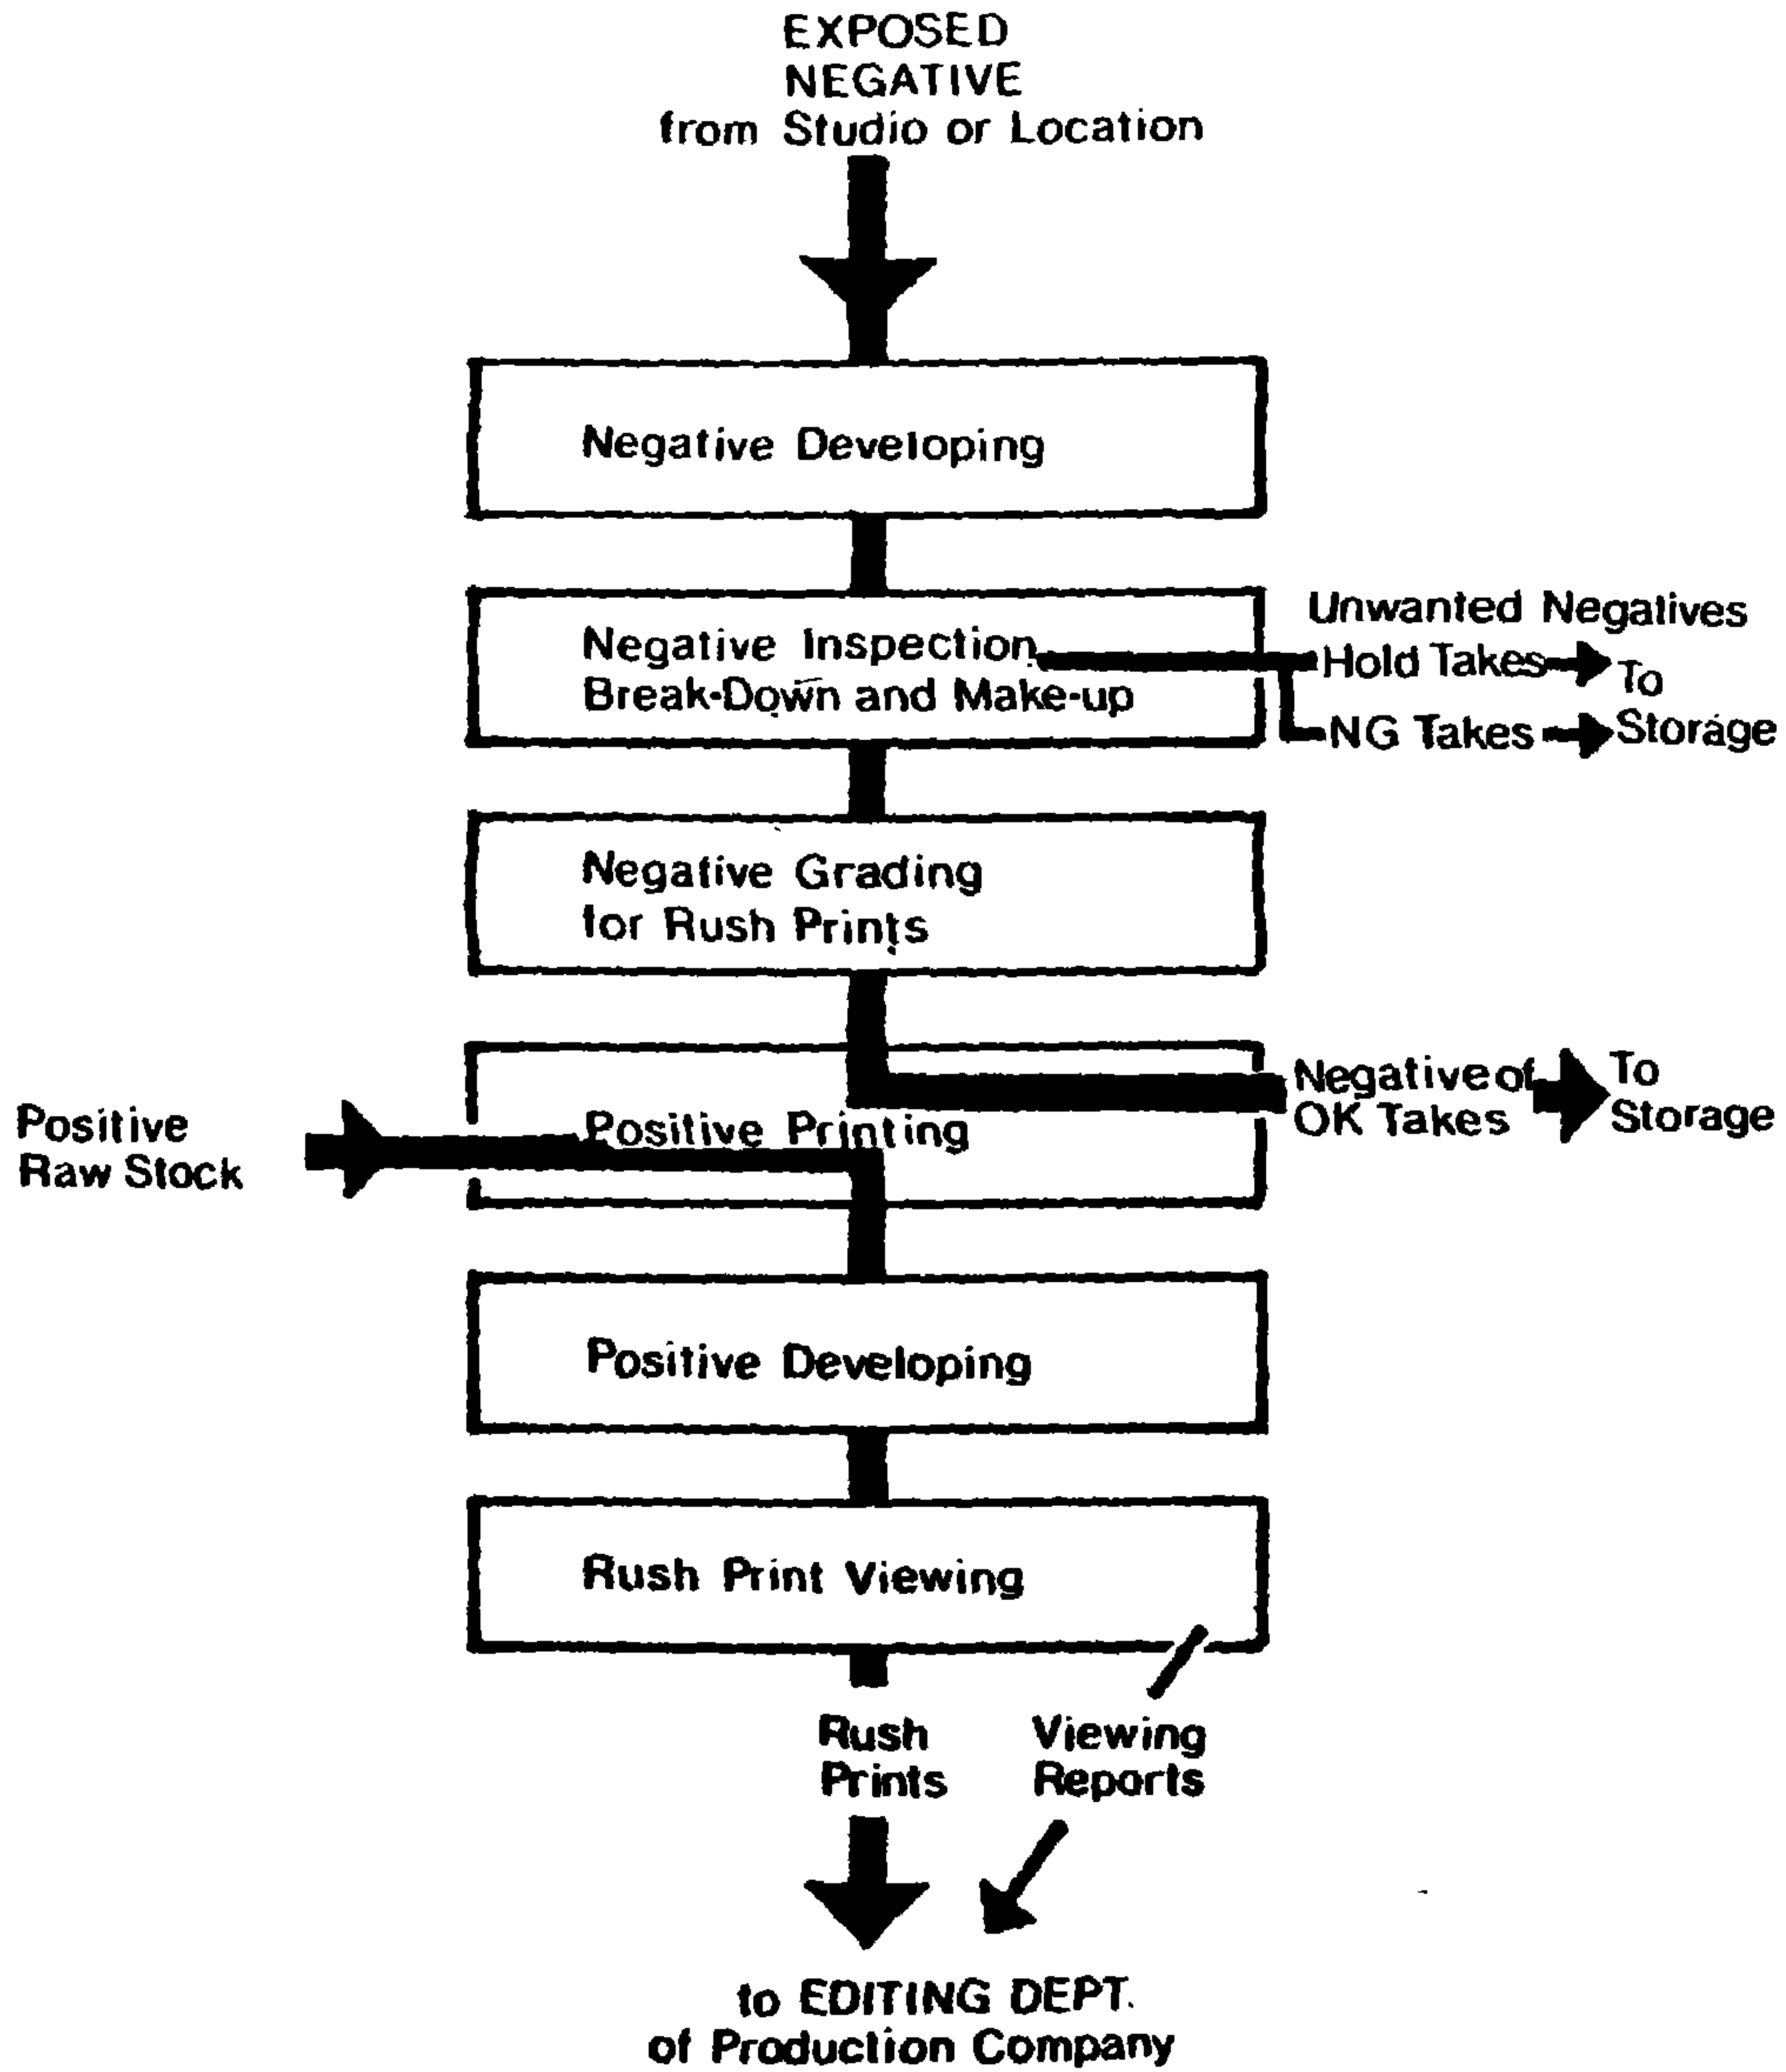 EXPOSED
NEGATIVE
from Studio or Location
Negative Developing
Negative Inspection
Break-Down and Make-up
Unwanted Negatives
Hold Takes
NG Takes
To
Storage
Negative Grading
for Rush Prints
Positive
Raw Stock
Positive Printing
Negative of
OK Takes
To
Storage
Positive Developing
Rush Print Viewing
Rush
Prints
Viewing
Reports
to EDITING DEPT.
of Production Company